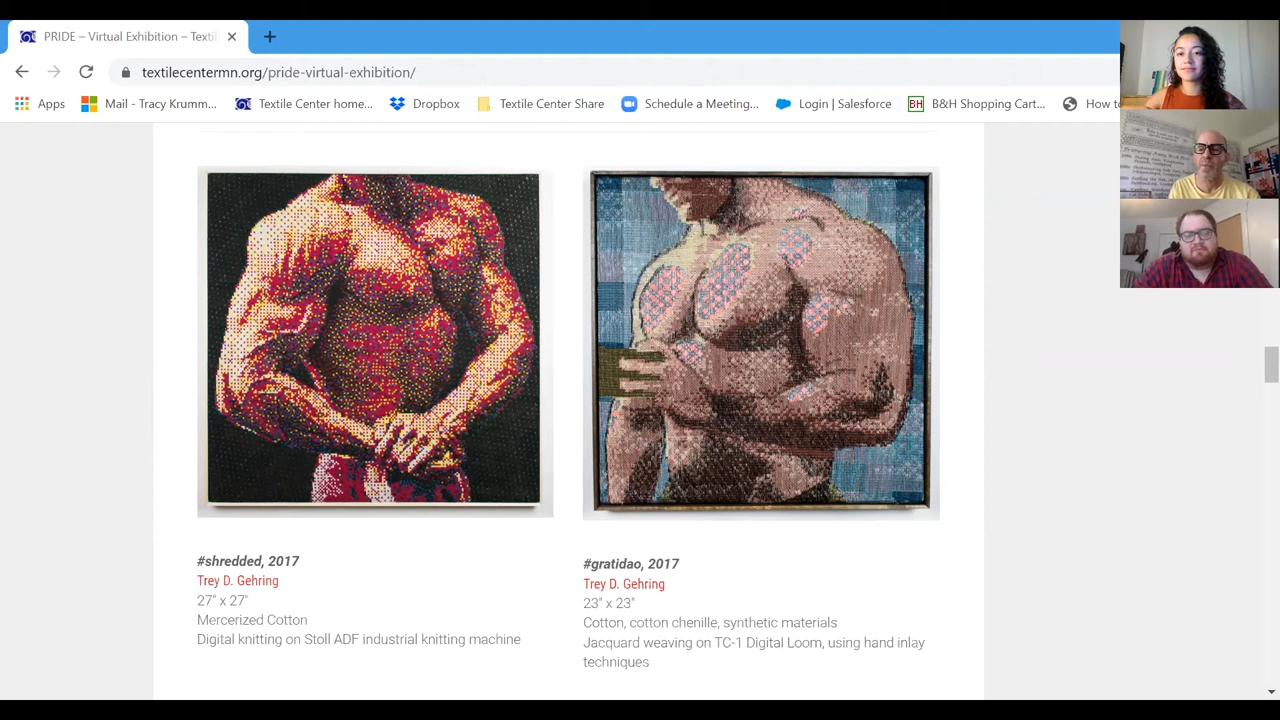 PRIDE – Virtual Exhibition – Texti
textilecentermn.org/pride-virtual-exhibition/
Apps
Mail - Tracy Krumm...
Textile Center home...
Dropbox
Textile Center Share
Schedule a Meeting...
Login | Salesforce
BH
B&H Shopping Cart...
How to
#shredded, 2017
Trey D. Gehring
27" x 27"
Mercerized Cotton
Digital knitting on Stoll ADF industrial knitting machine
#gratidao, 2017
Trey D. Gehring
23" x 23"
Cotton, cotton chenille, synthetic materials
Jacquard weaving on TC-1 Digital Loom, using hand inlay
techniques